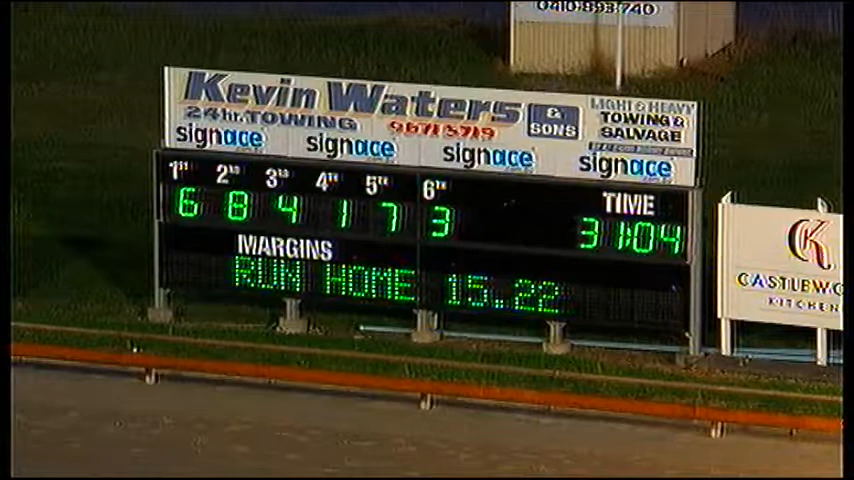 0410-893-740
Kevin Waters & SONS
24hr. TOWING
9671-5719
LIGHT & HEAVY
TOWING &
SALVAGE
signace signace signace signace
1ST 2ND 3RD 4TH 5TH 6TH TIME
6 8 4 1 7 3 31:04
MARGINS
RUN HOME 15.22
K
CASTLEWO
KITCHEN